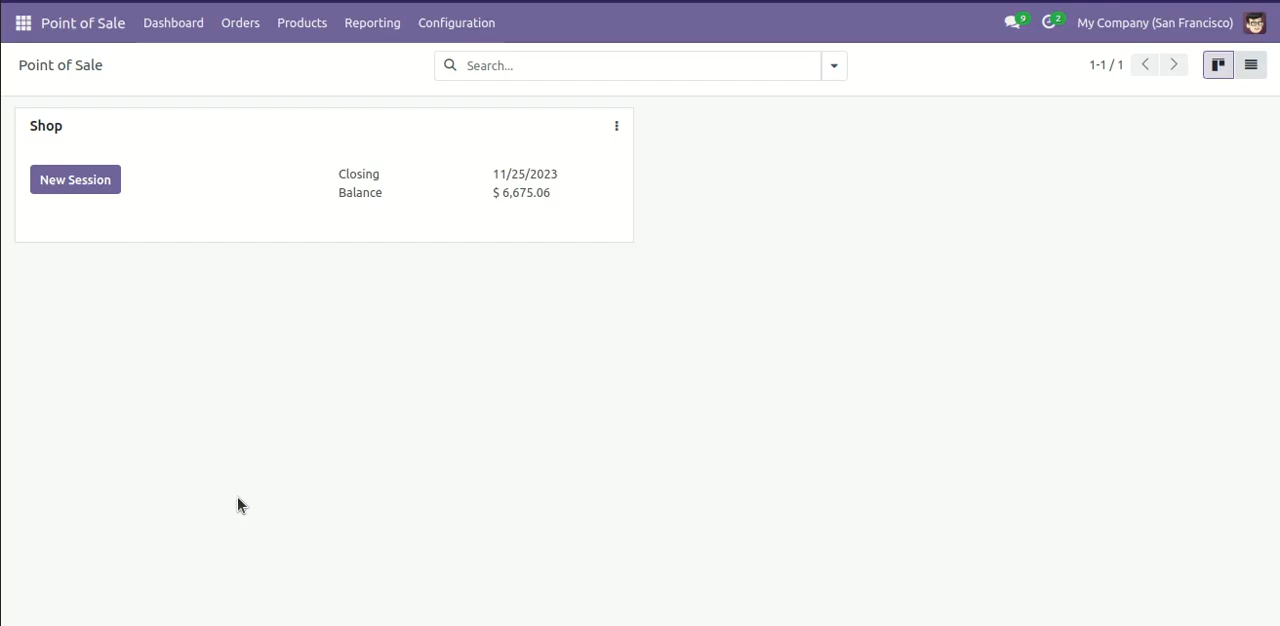 Point of Sale Dashboard Orders Products Reporting Configuration 9 2 My Company (San Francisco)
Point of Sale Search... 1-1 / 1
Shop
New Session Closing 11/25/2023
Balance $ 6,675.06